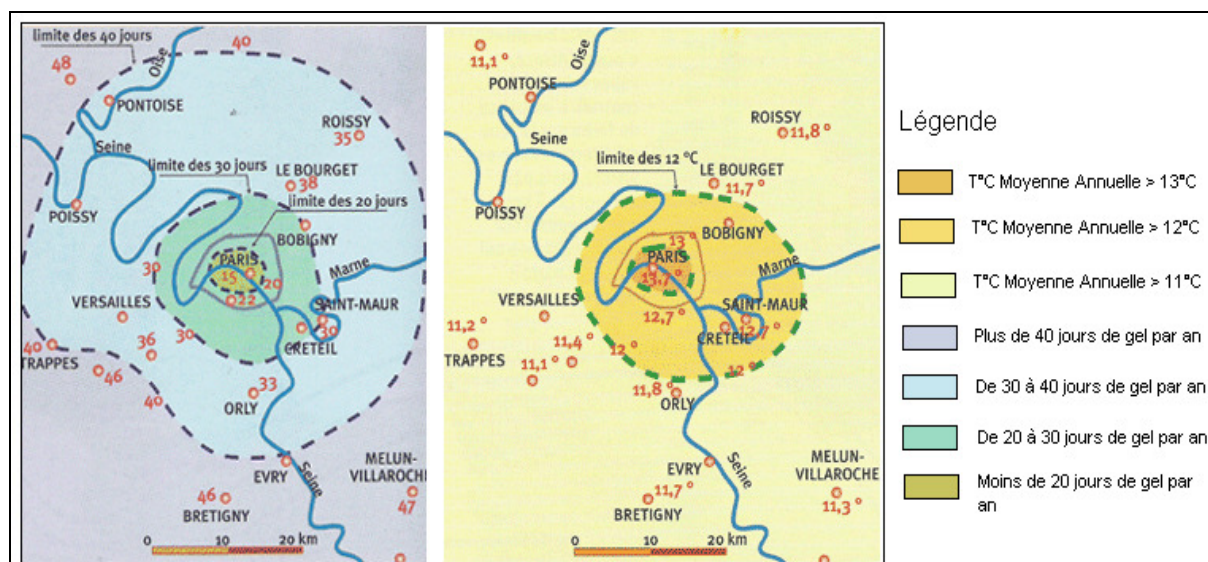 limite des 40 jours
40
48
Oise
PONTOISE
ROISSY
35
Seine
limite des 30 jours
LE BOURGET
38
limite des 20 jours
POISSY
BOBIGNY
PARIS
15
20
30
22
Marne
VERSAILLES
SAINT-MAUR
39
36
30
CRETEIL
40
TRAPPES
46
33
40
ORLY
EVRY
Seine
MELUN-
VILLAROCHE
46
47
BRETIGNY
0 10 20 km
11,1 °
Oise
PONTOISE
ROISSY
11,8 °
Seine
limite des 12 °C
LE BOURGET
11,7 °
POISSY
BOBIGNY
13 °
PARIS
13,7 °
Marne
VERSAILLES
12,7 °
SAINT-MAUR
12,7 °
11,2 °
11,4 °
12 °
CRETEIL
TRAPPES
11,1 °
11,8 °
12 °
ORLY
EVRY
Seine
MELUN-
VILLAROCHE
11,7 °
11,3 °
BRETIGNY
0 10 20 km
Légende
T°C Moyenne Annuelle > 13°C
T°C Moyenne Annuelle > 12°C
T°C Moyenne Annuelle > 11°C
Plus de 40 jours de gel par an
De 30 à 40 jours de gel par an
De 20 à 30 jours de gel par an
Moins de 20 jours de gel par
an